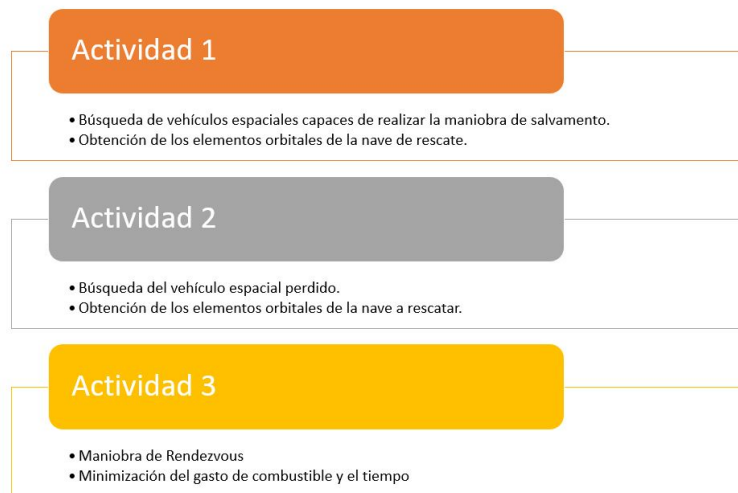 Actividad 1
• Búsqueda de vehículos espaciales capaces de realizar la maniobra de salvamento.
• Obtención de los elementos orbitales de la nave de rescate.
Actividad 2
• Búsqueda del vehículo espacial perdido.
• Obtención de los elementos orbitales de la nave a rescatar.
Actividad 3
• Maniobra de Rendezvous
• Minimización del gasto de combustible y el tiempo